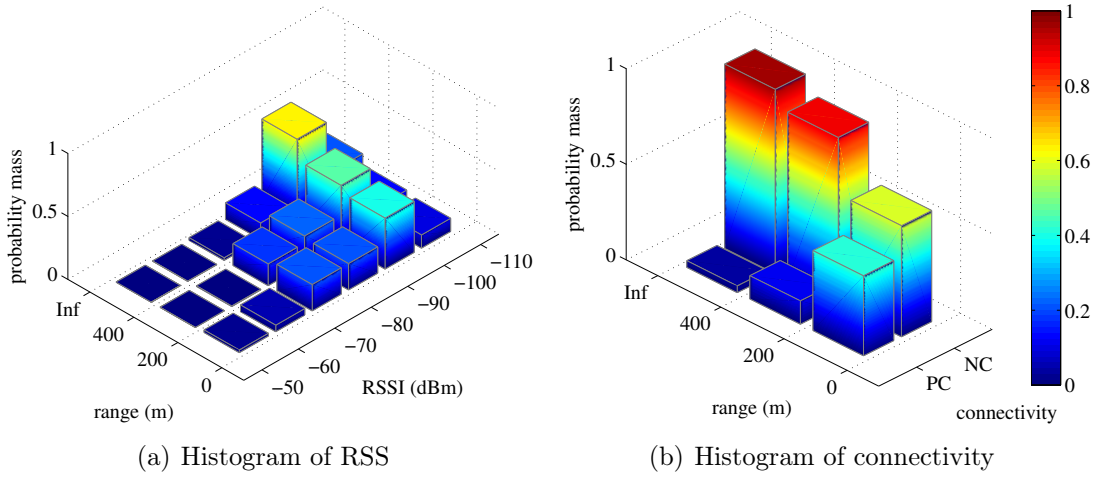 probability mass
1
0.5
0
Inf
400
200
0
range (m)
−50
−60
−70
−80
−90
−100
−110
RSSI (dBm)
(a) Histogram of RSS
probability mass
1
0.5
0
Inf
400
200
0
range (m)
PC
NC
1
0.8
0.6
0.4
0.2
0
connectivity
(b) Histogram of connectivity